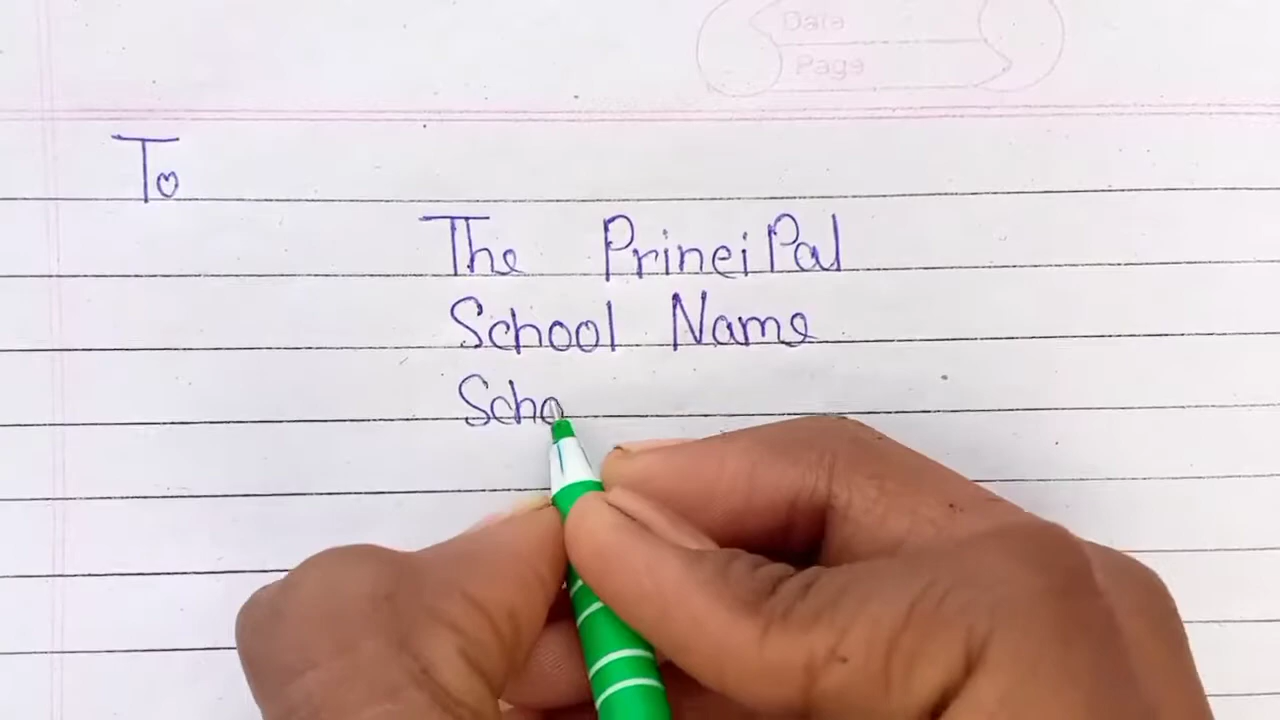 Date
Page
To
The PrinciPal
School Name
Scho